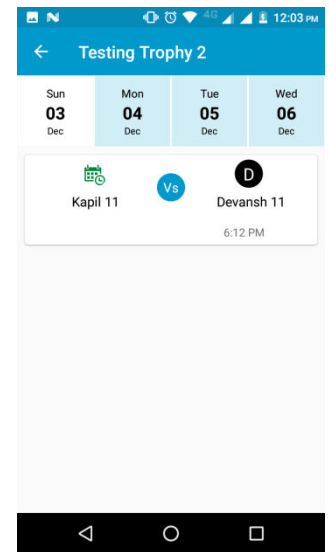 4G 12:03 PM
Testing Trophy 2
Sun Mon Tue Wed
03 04 05 06
Dec Dec Dec Dec
Vs D
Kapil 11 Devansh 11
6:12 PM